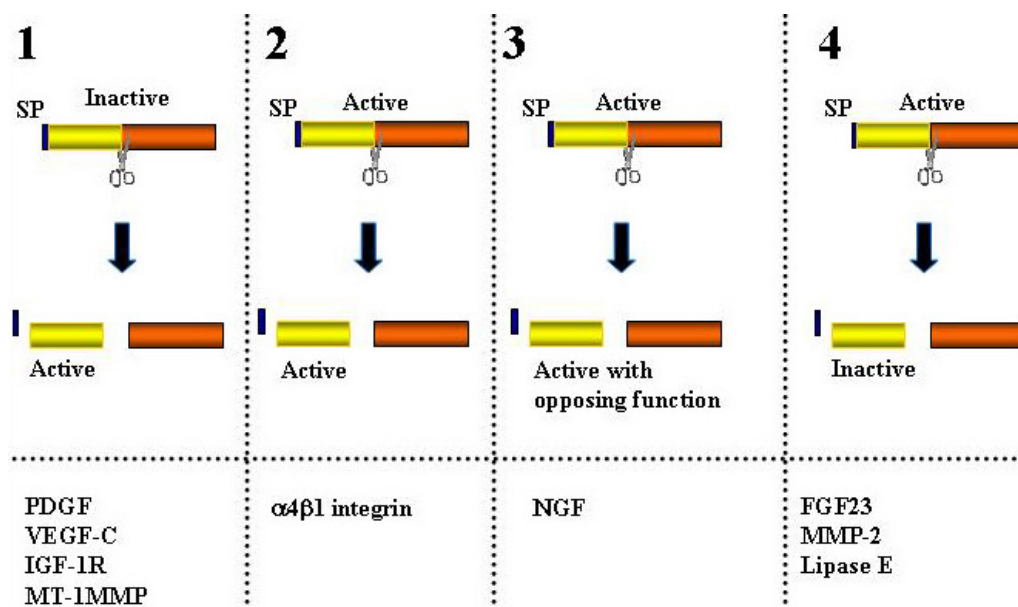 1
SP
Inactive
Active
PDGF
VEGF-C
IGF-1R
MT-1MMP
2
SP
Active
Active
α4β1 integrin
3
SP
Active
Active with
opposing function
NGF
4
SP
Active
Inactive
FGF23
MMP-2
Lipase E